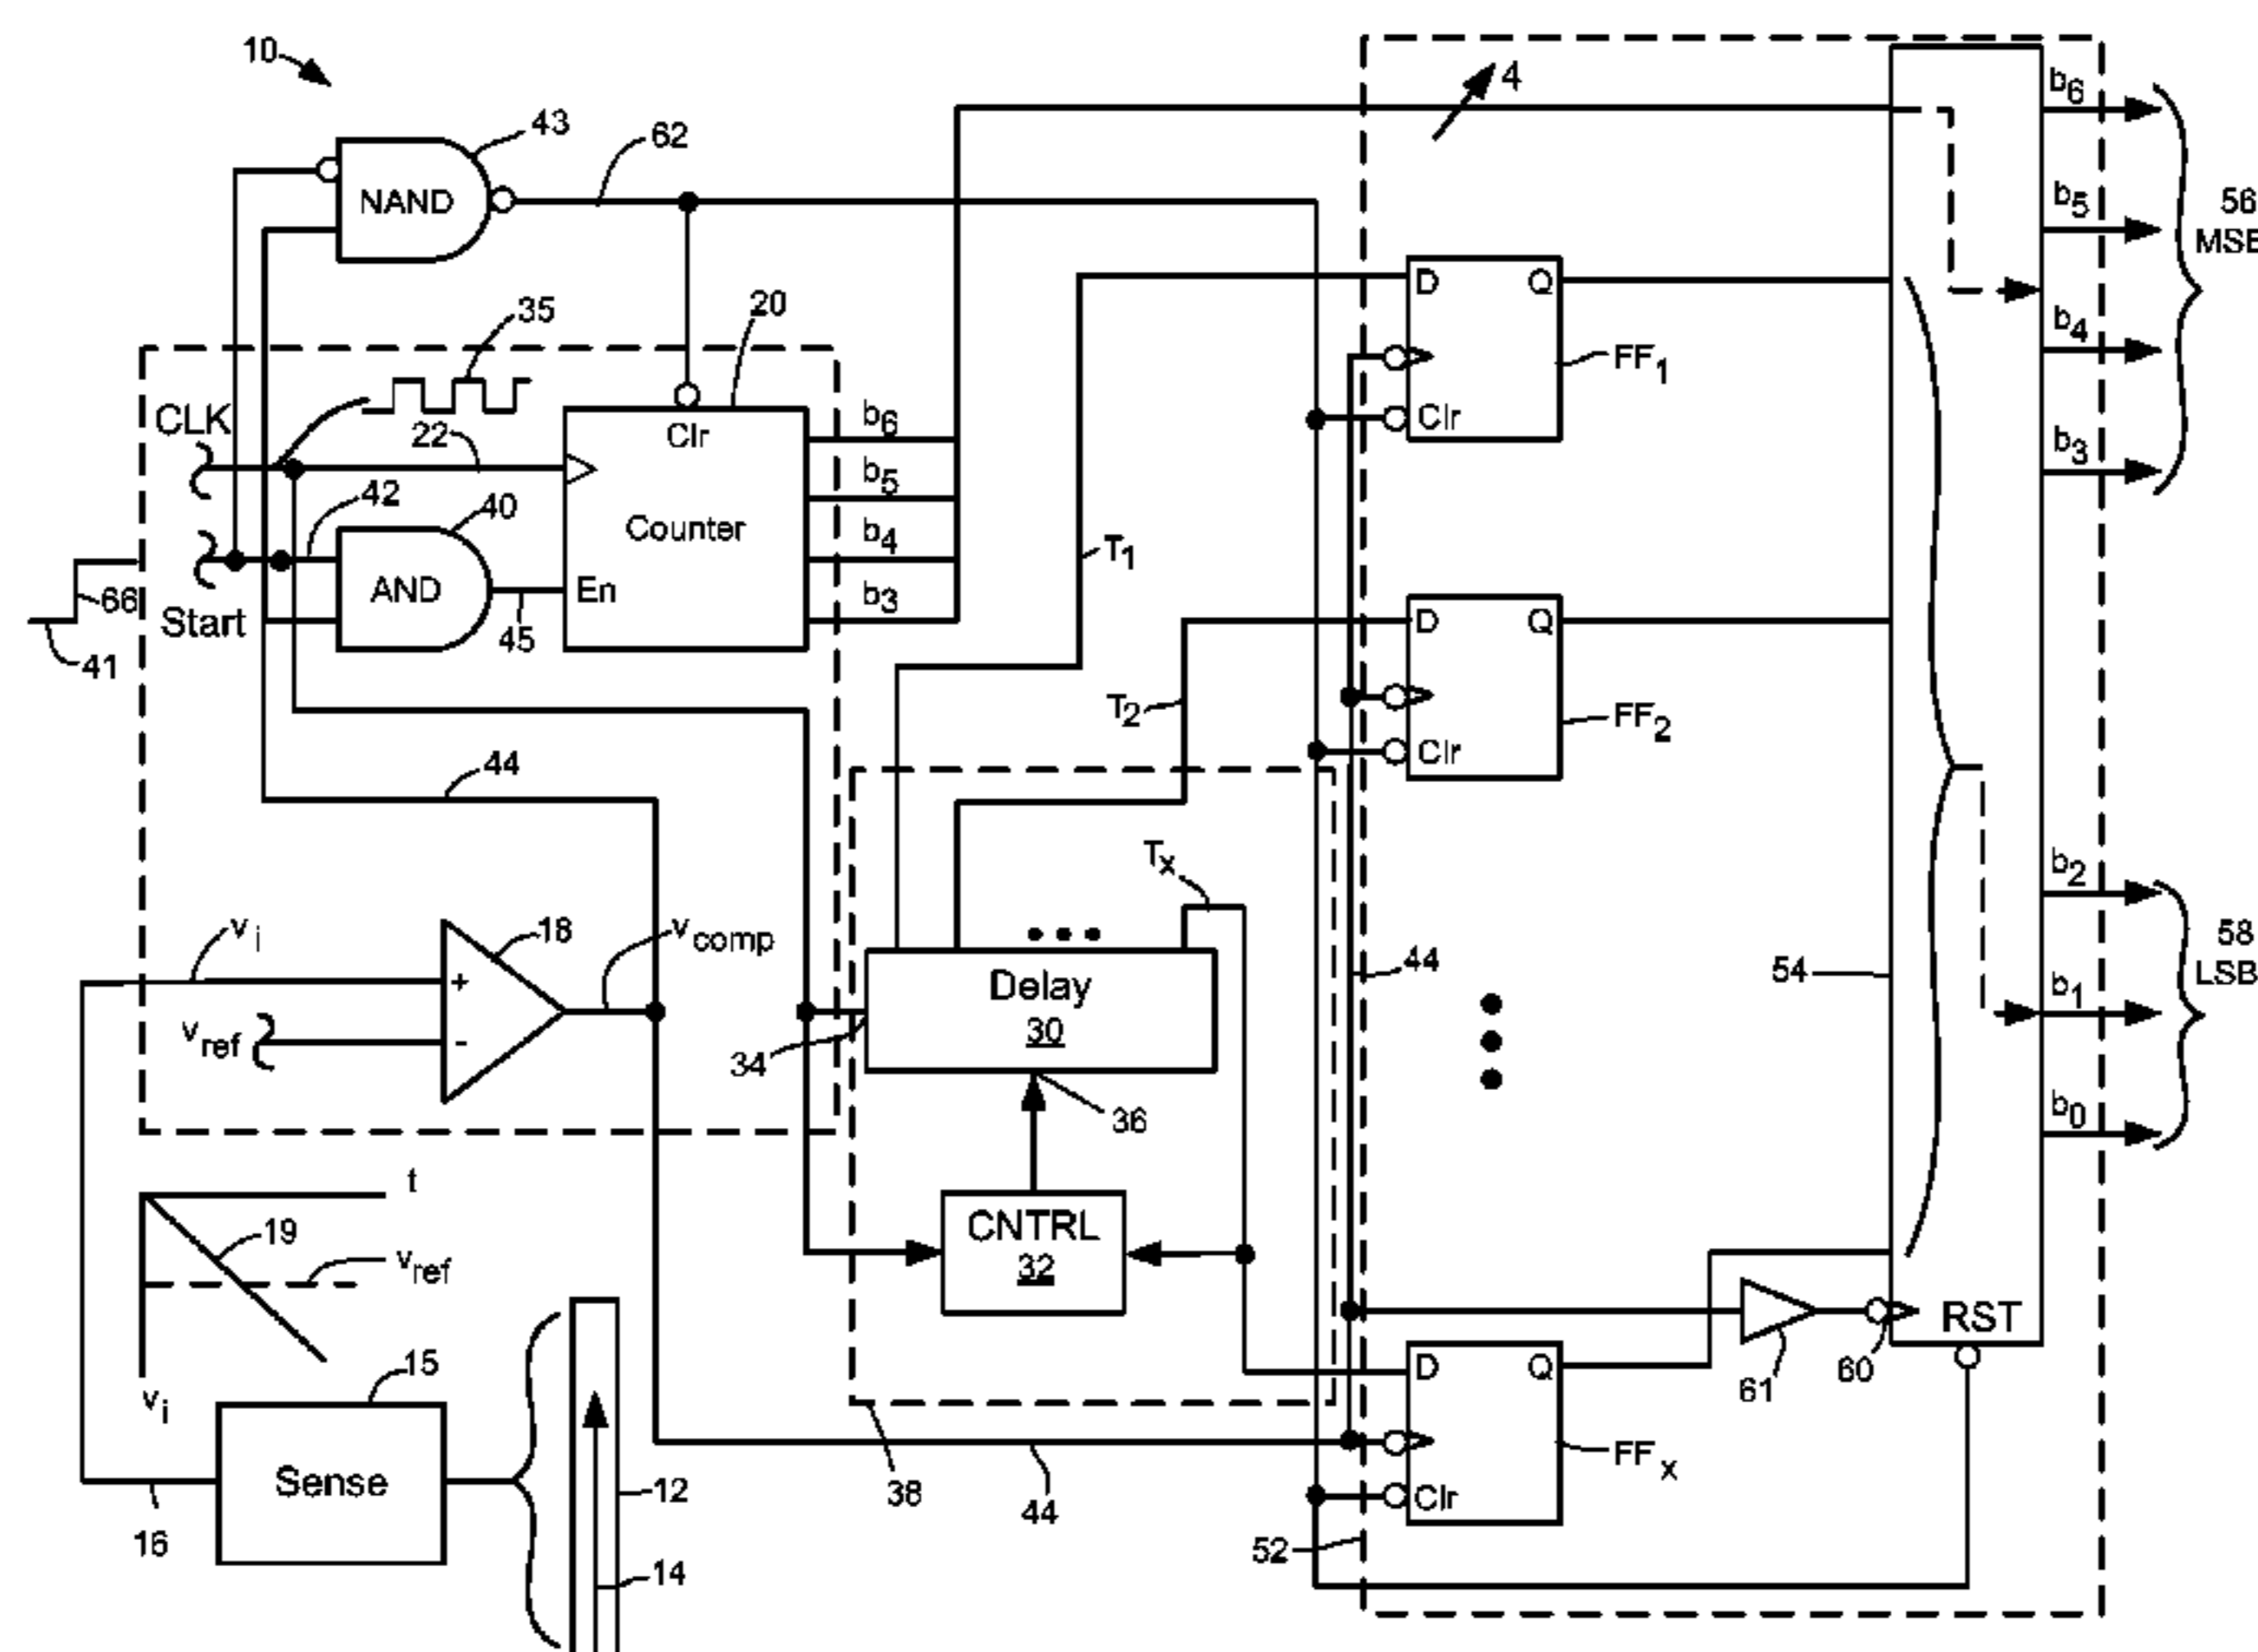 10
43
NAND
62
4
b6
b5
b4
b3
56
MSB
35
20
CLK
22
Clr
Counter
En
b6
b5
b4
b3
42
40
AND
45
Start
66
41
T1
T2
Tx
D
Q
Clr
FF1
D
Q
Clr
FF2
44
vi
18
vcomp
+
-
vref
Delay
30
34
36
44
54
b2
b1
b0
58
LSB
CNTRL
32
t
19
vref
vi
15
Sense
16
12
14
38
44
52
D
Q
Clr
FFx
61
60
RST